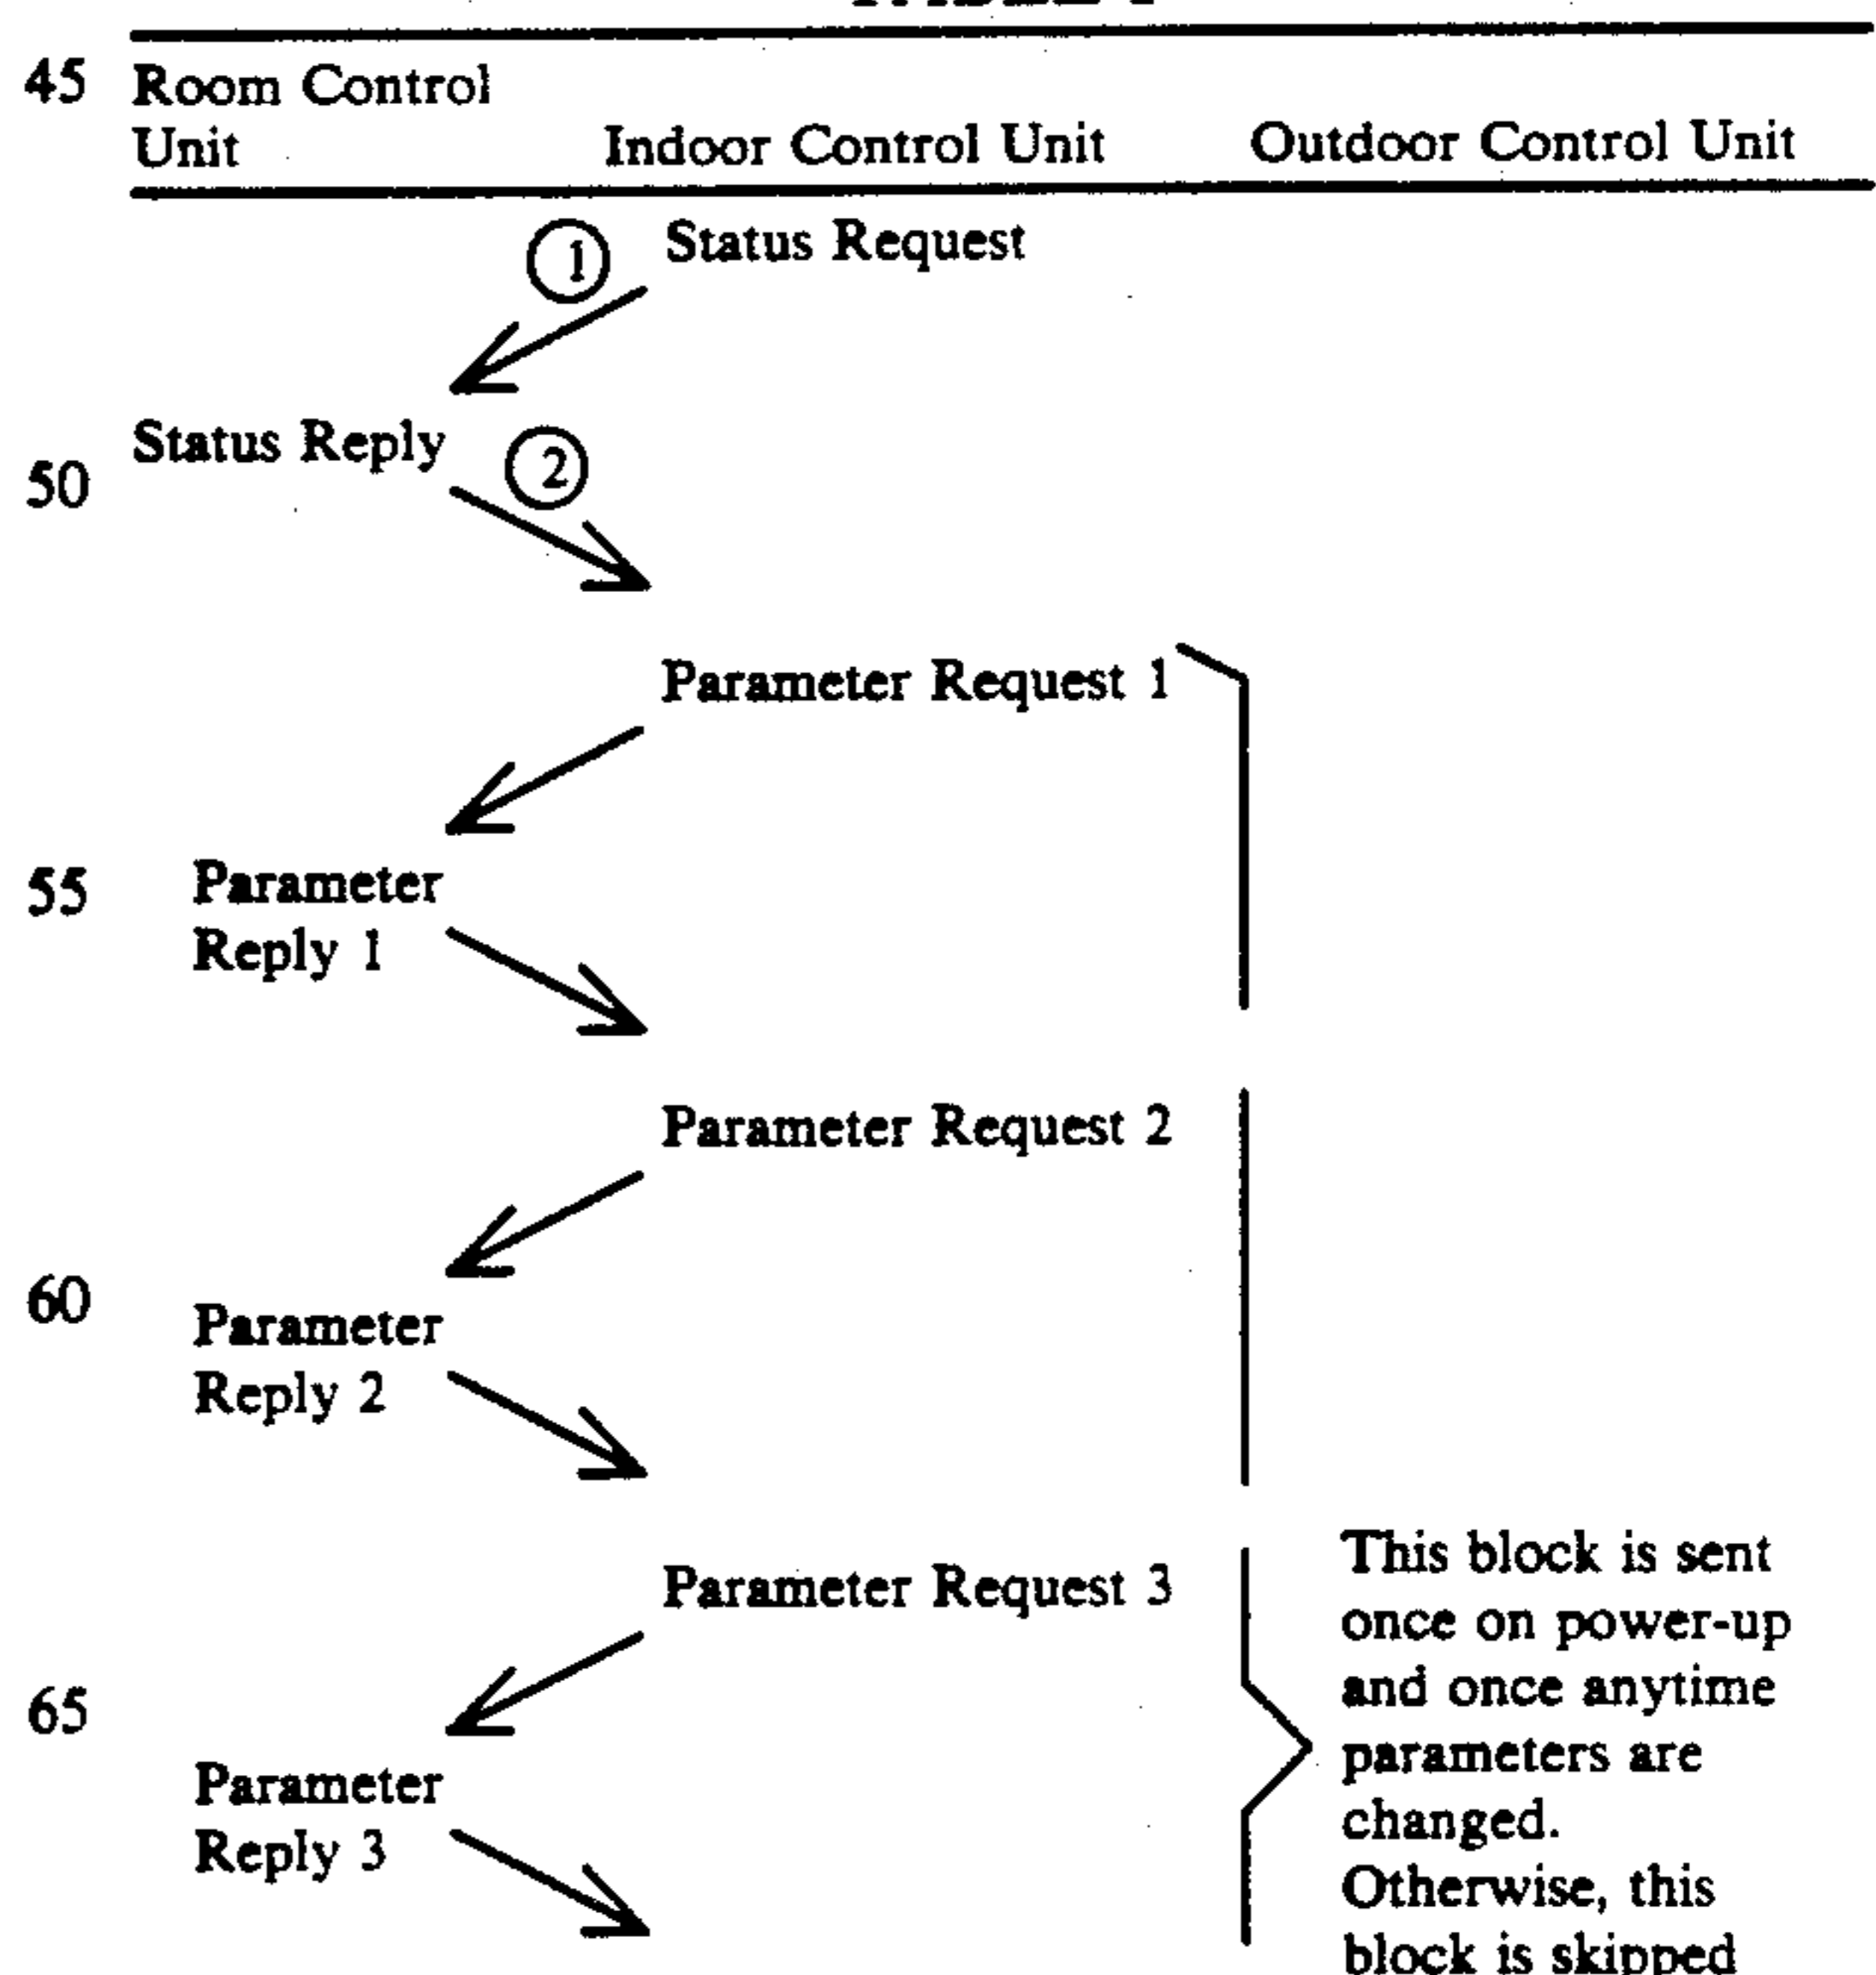 45 Room Control
Unit Indoor Control Unit Outdoor Control Unit
1 Status Request
Status Reply 2
50
Parameter Request 1
55 Parameter
Reply 1
Parameter Request 2
60 Parameter
Reply 2
Parameter Request 3
This block is sent
once on power-up
and once anytime
parameters are
changed.
Otherwise, this
block is skipped
65
Parameter
Reply 3